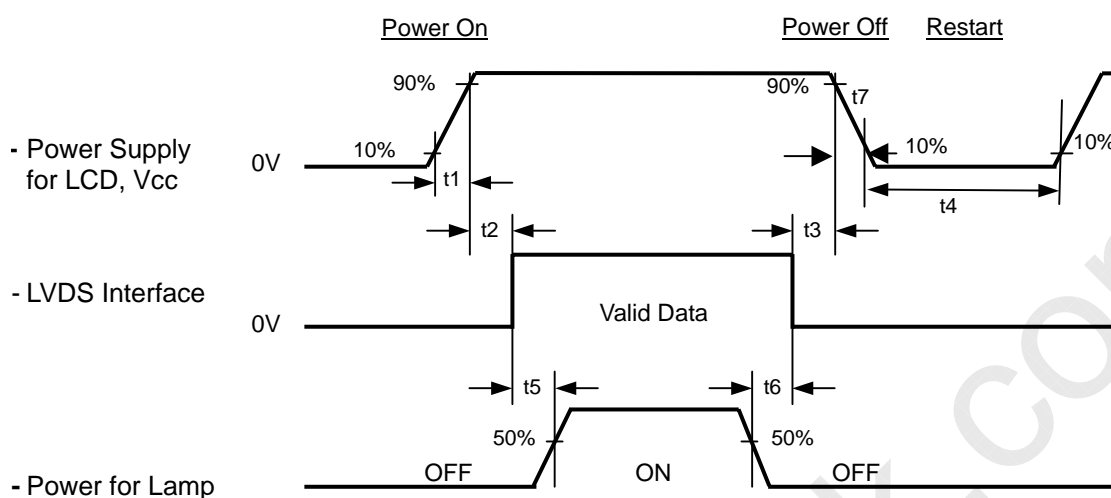 Power On
Power Off Restart
90% 90% t7
- Power Supply
for LCD, Vcc
0V 10% 10% 10%
t1
t4
t2 t3
- LVDS Interface
0V Valid Data
t5 t6
50% 50%
- Power for Lamp
OFF ON OFF